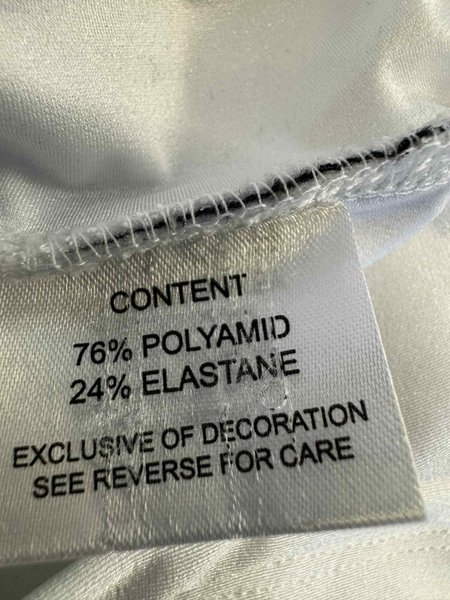 CONTENT
76% POLYAMID
24% ELASTANE
EXCLUSIVE OF DECORATION
SEE REVERSE FOR CARE